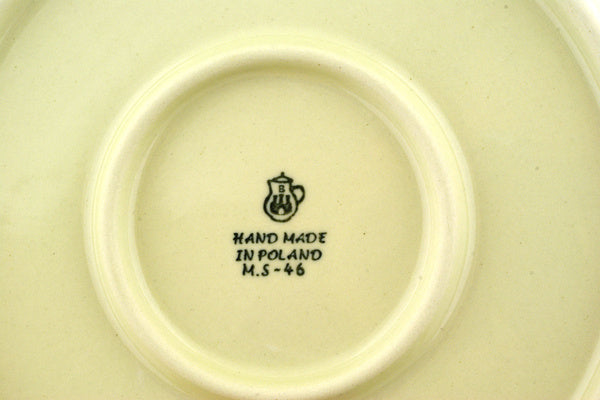 B
HAND MADE
IN POLAND
M.S-46